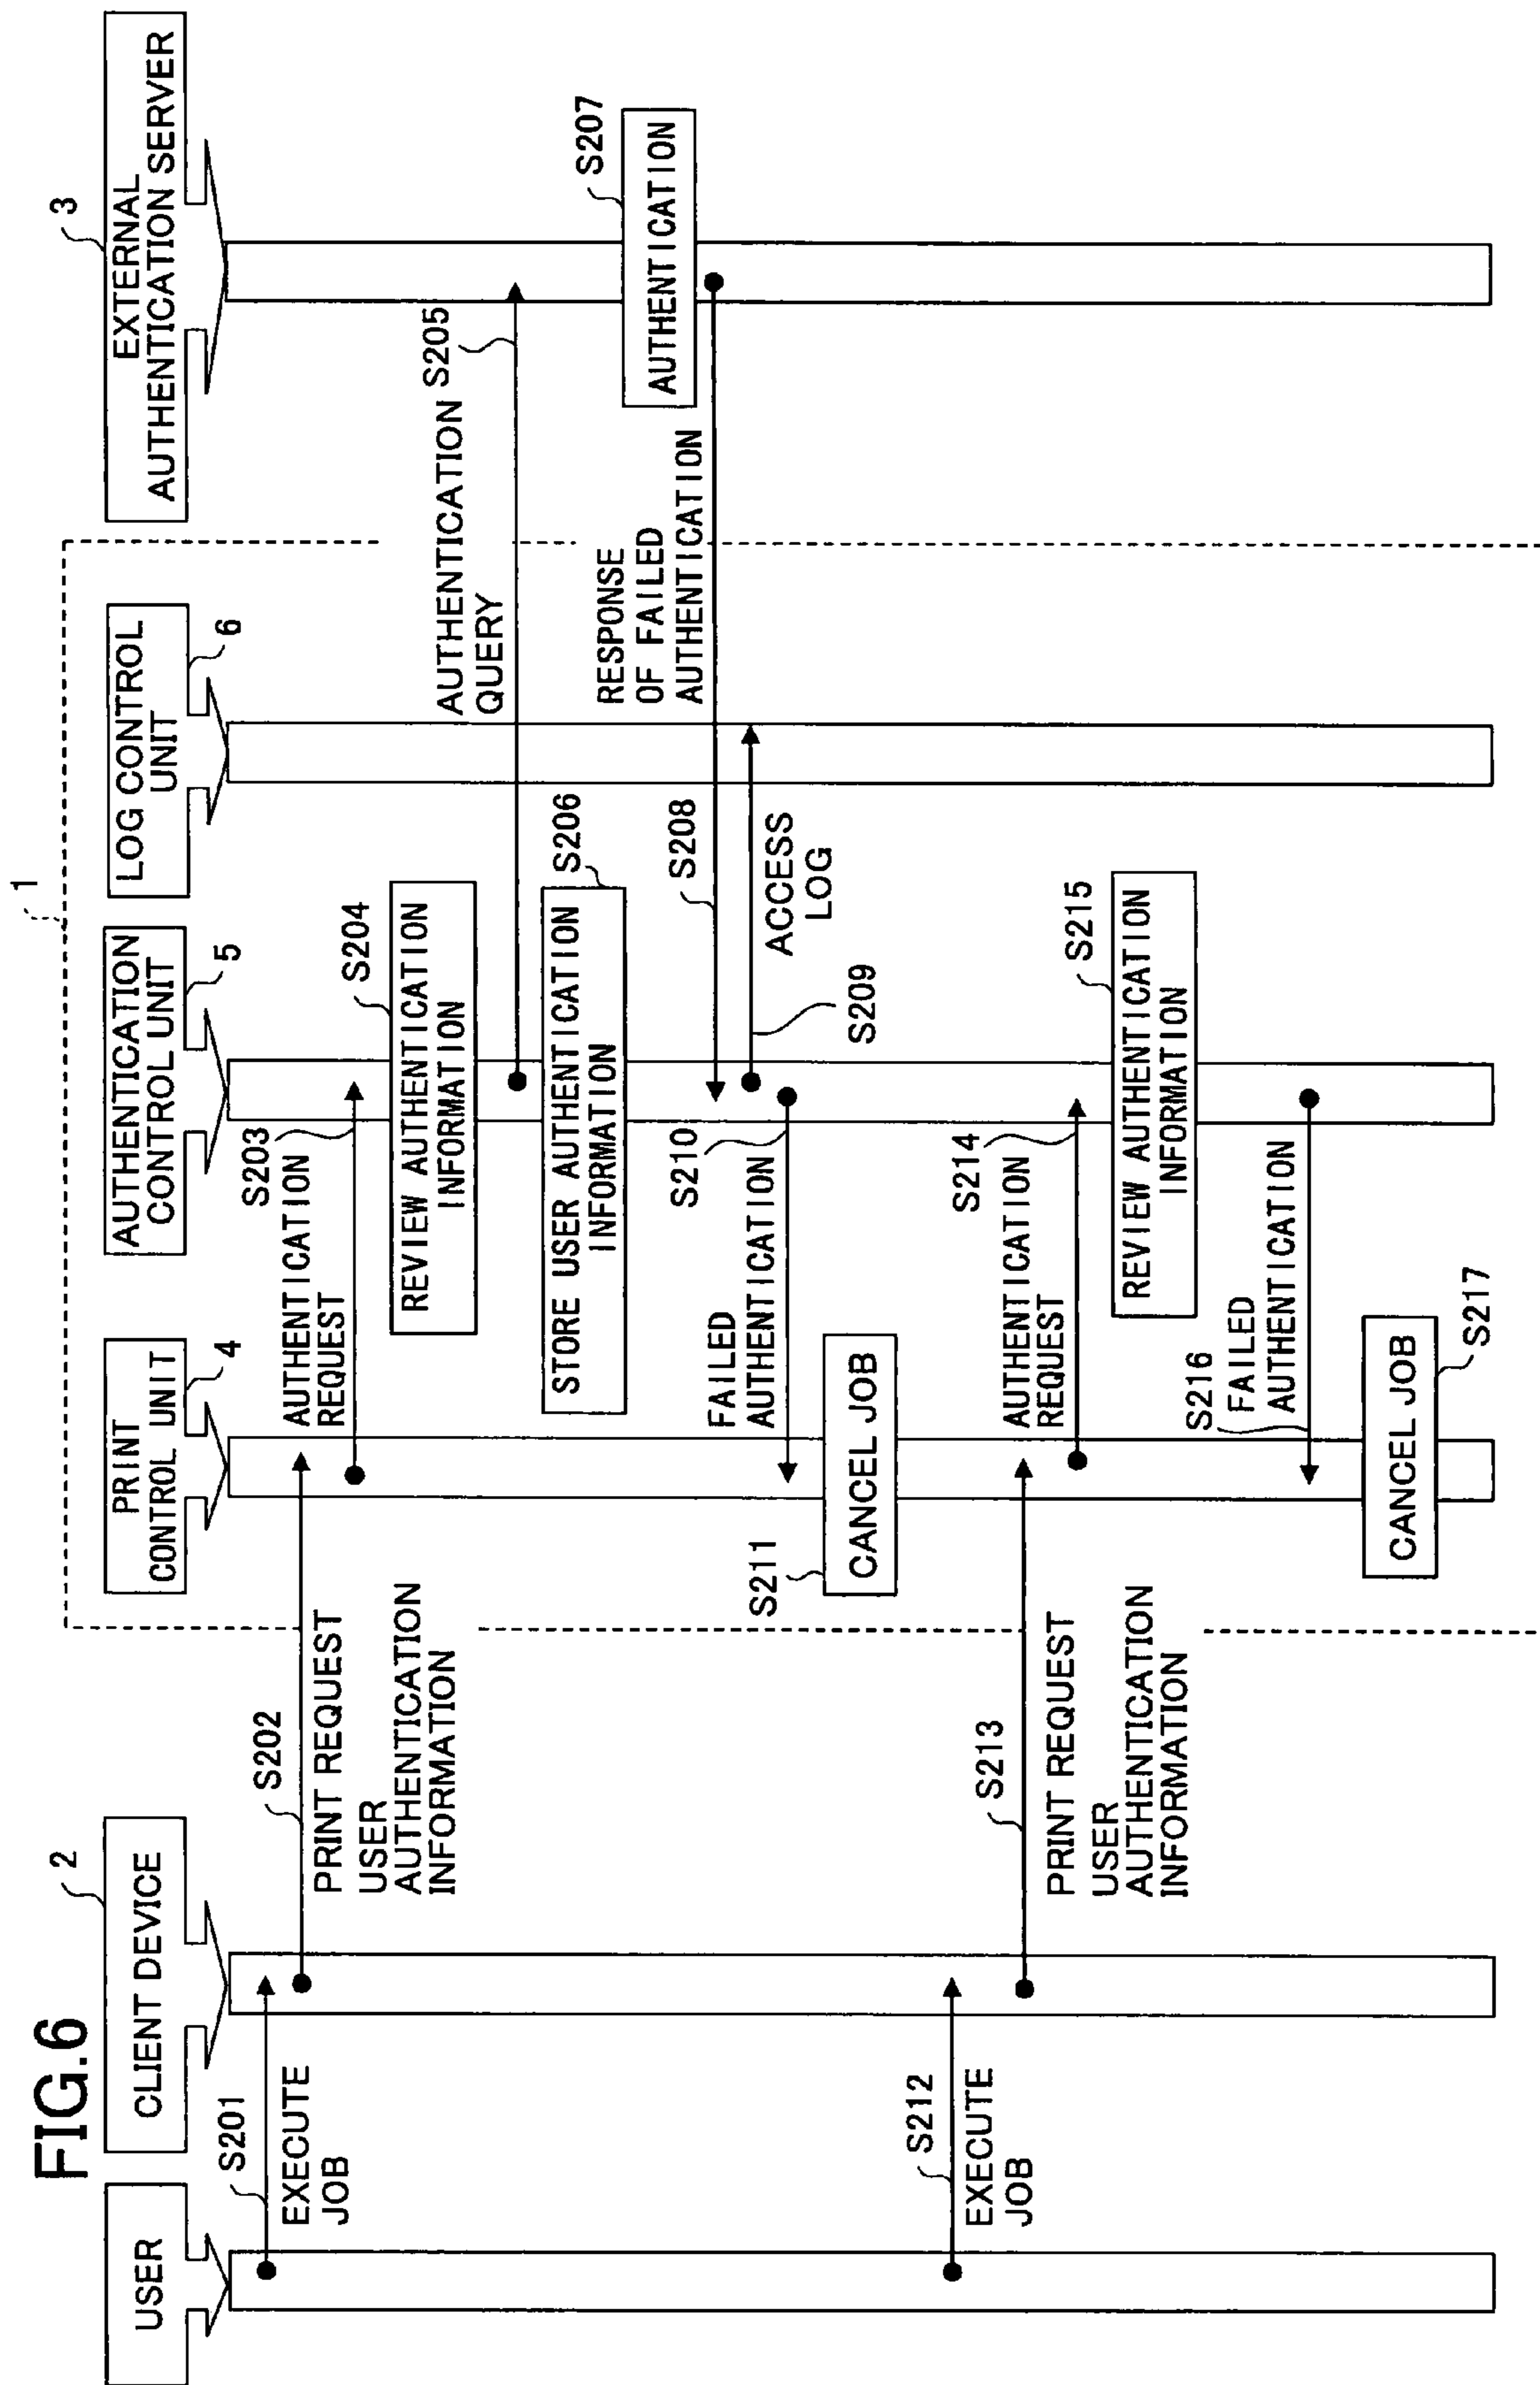 FIG.6
USER
CLIENT DEVICE
2
1
PRINT
CONTROL UNIT
4
AUTHENTICATION
CONTROL UNIT
5
LOG CONTROL
UNIT
6
EXTERNAL
AUTHENTICATION SERVER
3
S201
EXECUTE
JOB
S202
PRINT REQUEST
USER
AUTHENTICATION
INFORMATION
S203
AUTHENTICATION
REQUEST
S204
REVIEW AUTHENTICATION
INFORMATION
AUTHENTICATION
QUERY
S205
S206
STORE USER AUTHENTICATION
INFORMATION
S207
AUTHENTICATION
RESPONSE
OF FAILED
AUTHENTICATION
S208
ACCESS
LOG
S209
S210
FAILED
AUTHENTICATION
S211
CANCEL JOB
S212
EXECUTE
JOB
S213
PRINT REQUEST
USER
AUTHENTICATION
INFORMATION
S214
AUTHENTICATION
REQUEST
S215
REVIEW AUTHENTICATION
INFORMATION
S216
FAILED
AUTHENTICATION
CANCEL JOB
S217